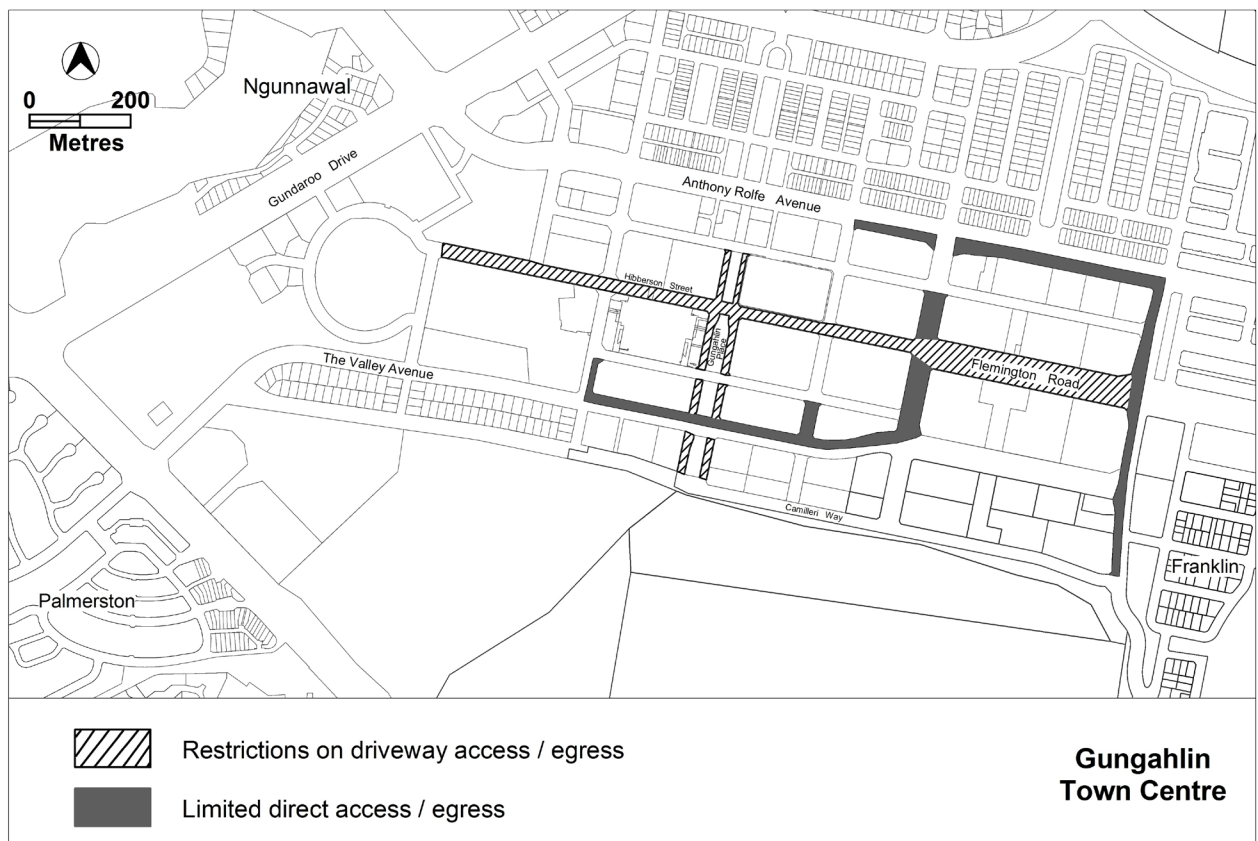 Ngunnawal
0 200
Metres
Gundaroo Drive
Anthony Rolfe Avenue
Hibberson Street
Gungahlin
Place
The Valley Avenue
Flemington Road
Camilleri Way
Franklin
Palmerston
Restrictions on driveway access / egress
Limited direct access / egress
Gungahlin
Town Centre